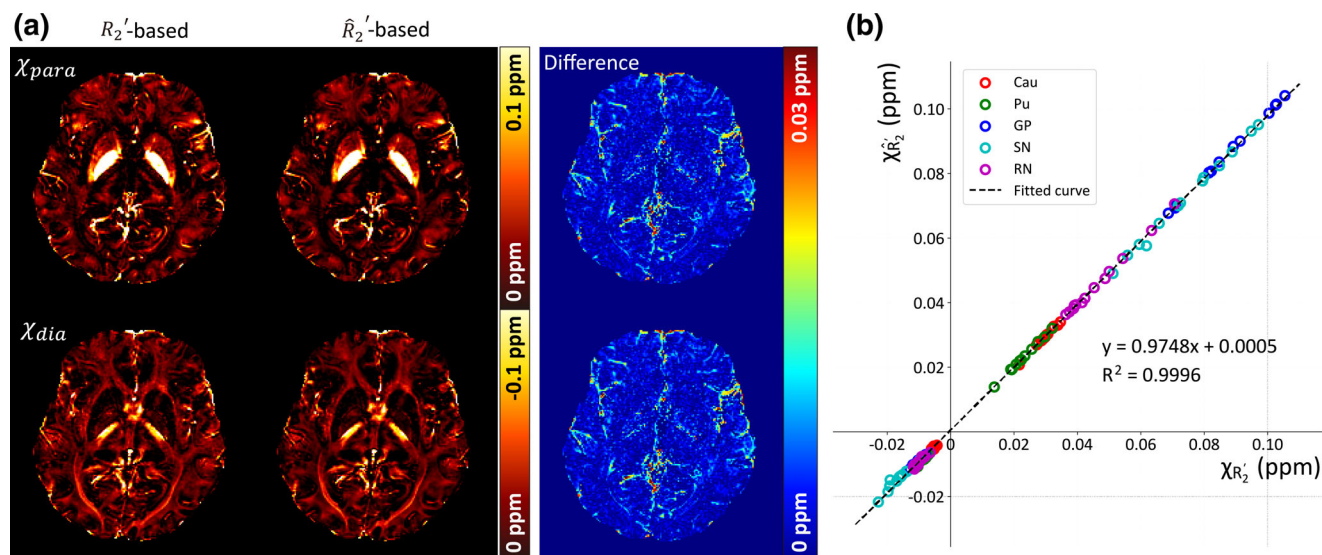 (a)
R₂′-based
R̂₂′-based
χpara
0.1 ppm
0 ppm
Difference
0.03 ppm
χdia
-0.1 ppm
0 ppm
0 ppm
(b)
χR̂₂′ (ppm)
0.10
0.08
0.06
0.04
0.02
-0.02
Cau
Pu
GP
SN
RN
Fitted curve
y = 0.9748x + 0.0005
R² = 0.9996
-0.02 0 0.02 0.04 0.06 0.08 0.10
χR₂′ (ppm)